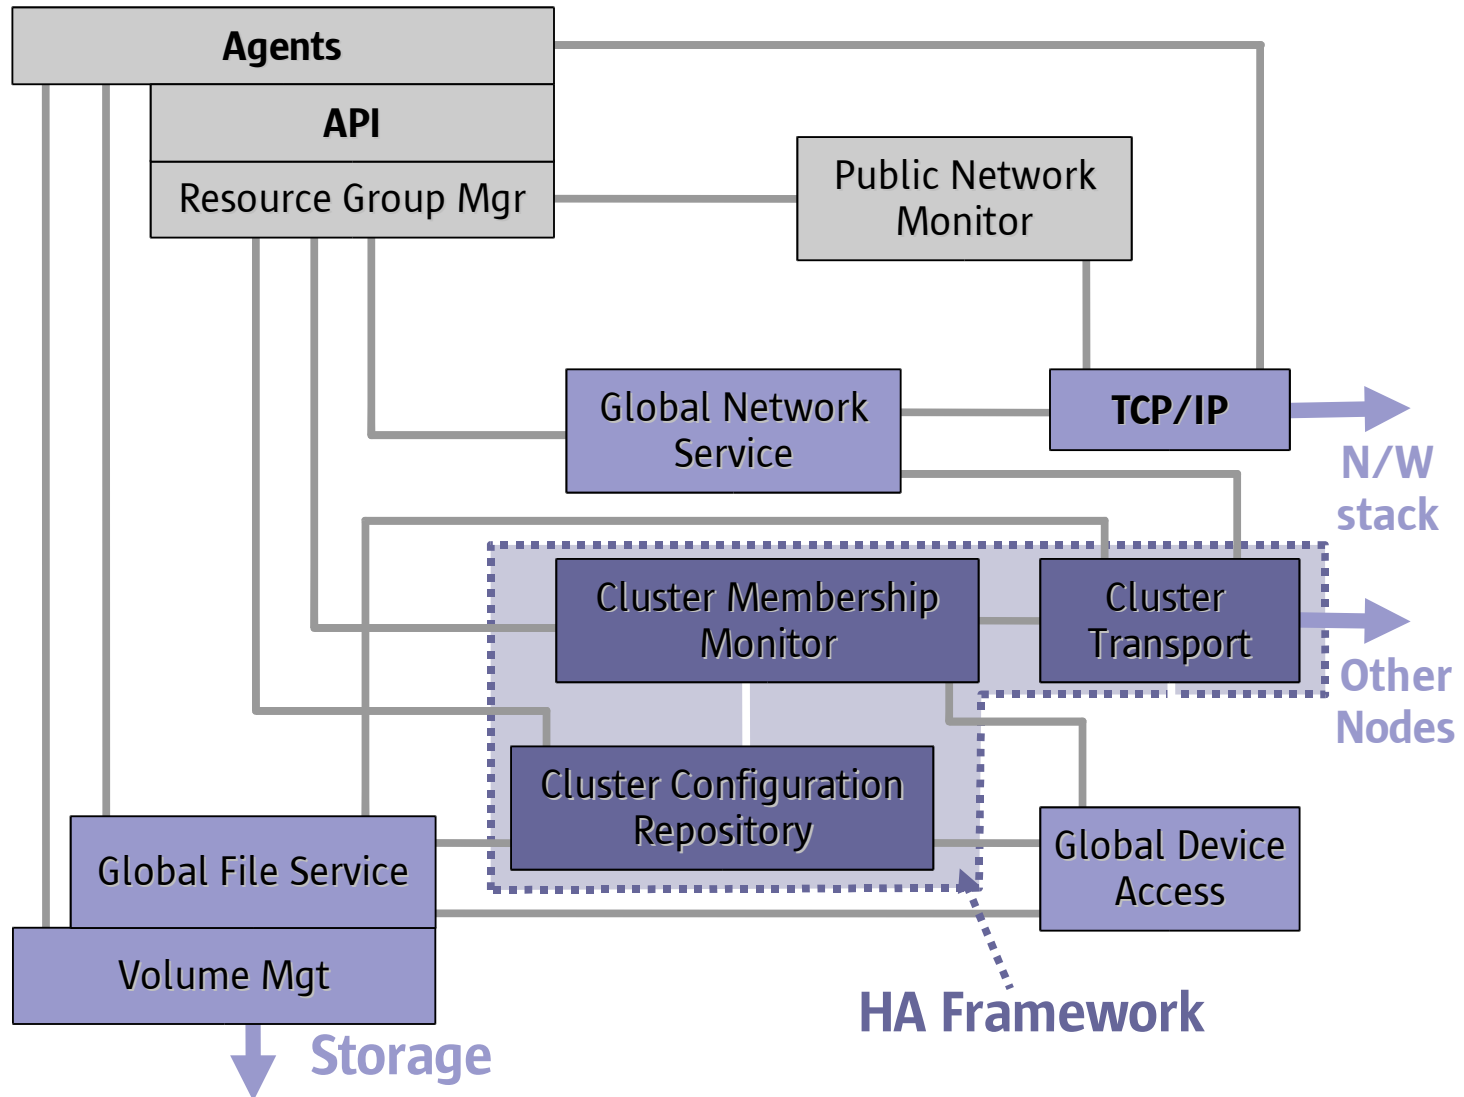 Agents
API
Resource Group Mgr
Public Network
Monitor
Global Network
Service
TCP/IP
N/W
stack
Cluster Membership
Monitor
Cluster
Transport
Other
Nodes
Cluster Configuration
Repository
Global File Service
Global Device
Access
Volume Mgt
HA Framework
Storage